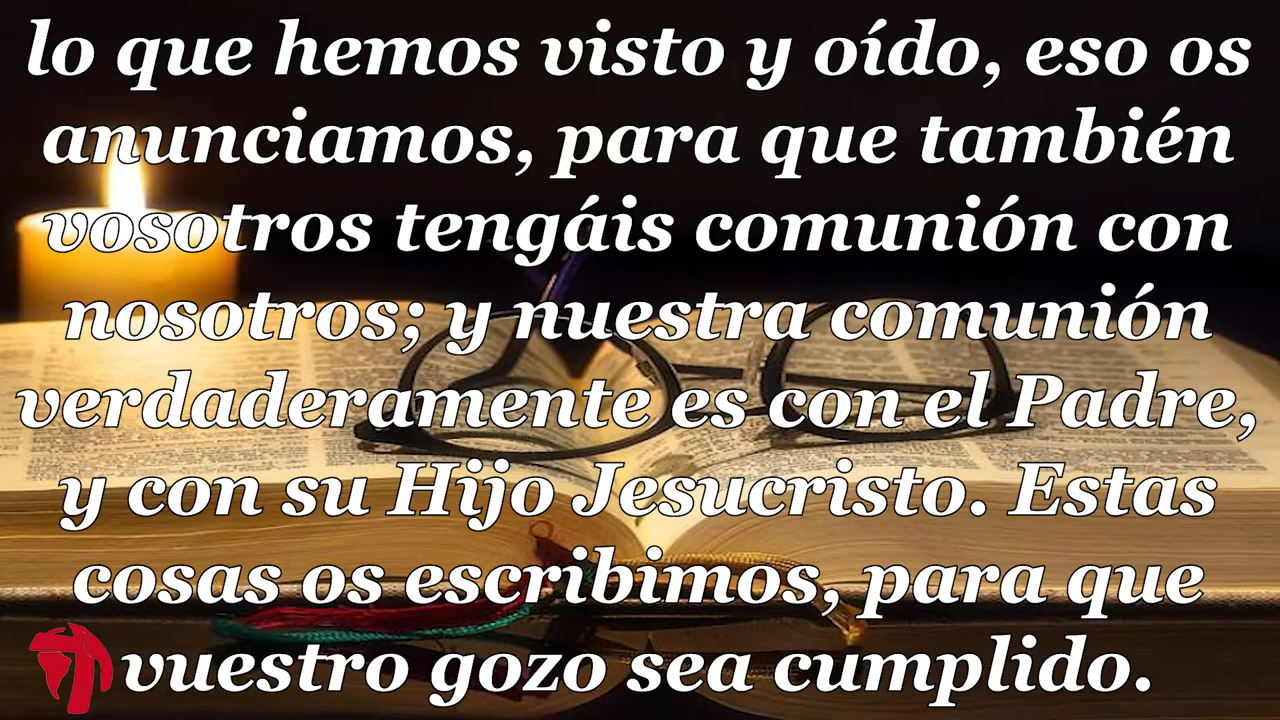 lo que hemos visto y oído, eso os
anunciamos, para que también
vosotros tengáis comunión con
nosotros; y nuestra comunión
verdaderamente es con el Padre,
y con su Hijo Jesucristo. Estas
cosas os escribimos, para que
vuestro gozo sea cumplido.